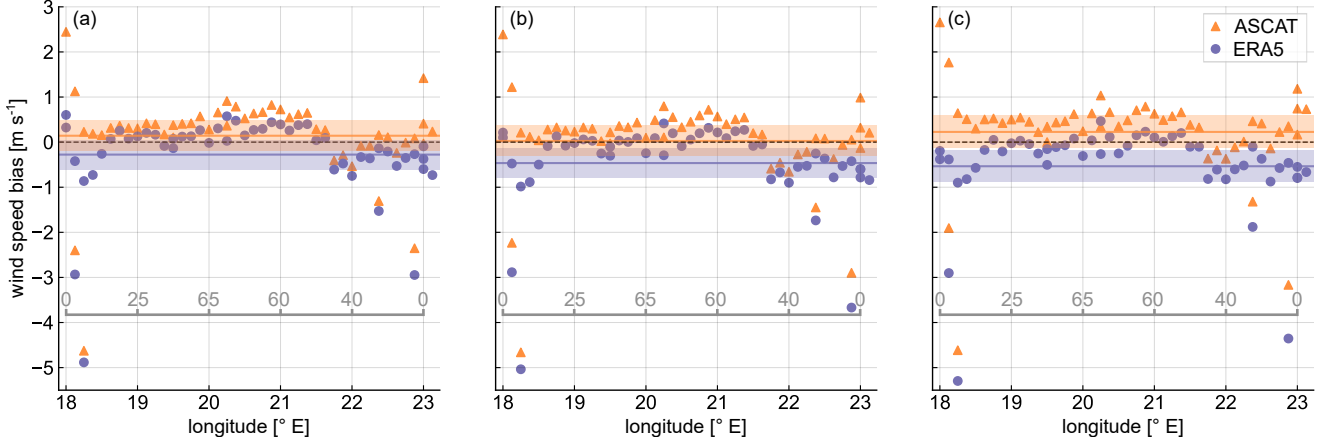 3
2
1
0
−1
−2
−3
−4
−5
wind speed bias [m s⁻¹]
(a)
0 25 65 60 40 0
18 19 20 21 22 23
longitude [° E]
(b)
0 25 65 60 40 0
18 19 20 21 22 23
longitude [° E]
(c)
ASCAT
ERA5
0 25 65 60 40 0
18 19 20 21 22 23
longitude [° E]